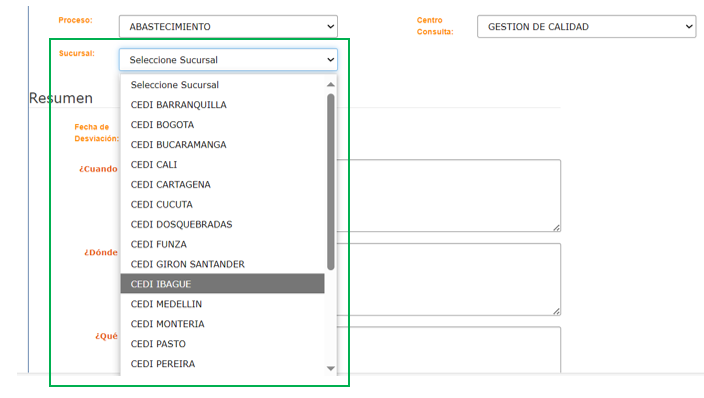 Proceso:
ABASTECIMIENTO
Centro
Consulta:
GESTION DE CALIDAD
Sucursal:
Seleccione Sucursal
Seleccione Sucursal
CEDI BARRANQUILLA
CEDI BOGOTA
CEDI BUCARAMANGA
CEDI CALI
CEDI CARTAGENA
CEDI CUCUTA
CEDI DOSQUEBRADAS
CEDI FUNZA
CEDI GIRON SANTANDER
CEDI IBAGUE
CEDI MEDELLIN
CEDI MONTERIA
CEDI PASTO
CEDI PEREIRA
Resumen
Fecha de
Desviación:
¿Cuando
¿Dónde
¿Qué